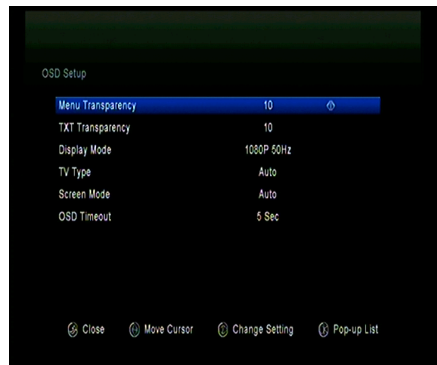 OSD Setup
Menu Transparency 10
TXT Transparency 10
Display Mode 1080P 50Hz
TV Type Auto
Screen Mode Auto
OSD Timeout 5 Sec
Close Move Cursor Change Setting Pop-up List